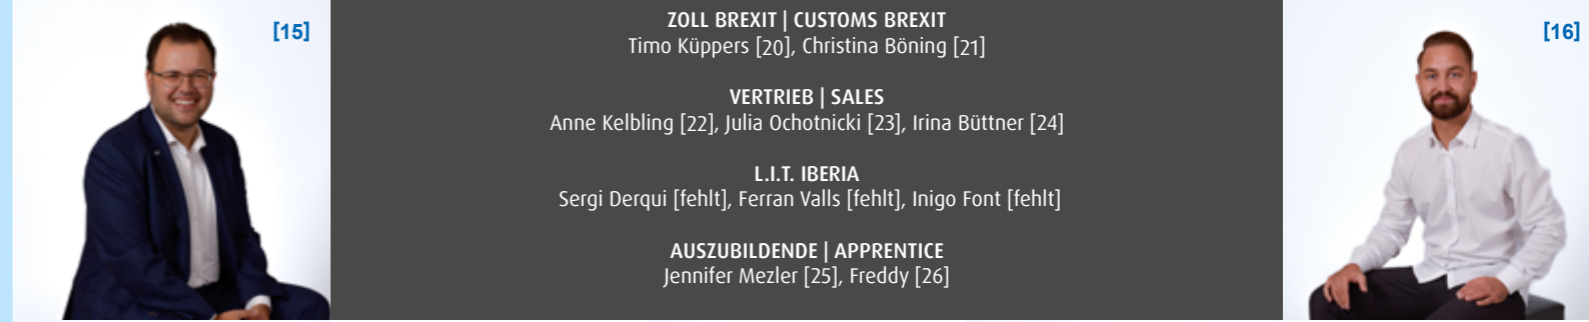 [15]
ZOLL BREXIT | CUSTOMS BREXIT
Timo Küppers [20], Christina Böning [21]
VERTRIEB | SALES
Anne Kelbling [22], Julia Ochotnicki [23], Irina Büttner [24]
L.I.T. IBERIA
Sergi Derqui [fehlt], Ferran Valls [fehlt], Inigo Font [fehlt]
AUSZUBILDENDE | APPRENTICE
Jennifer Mezler [25], Freddy [26]
[16]